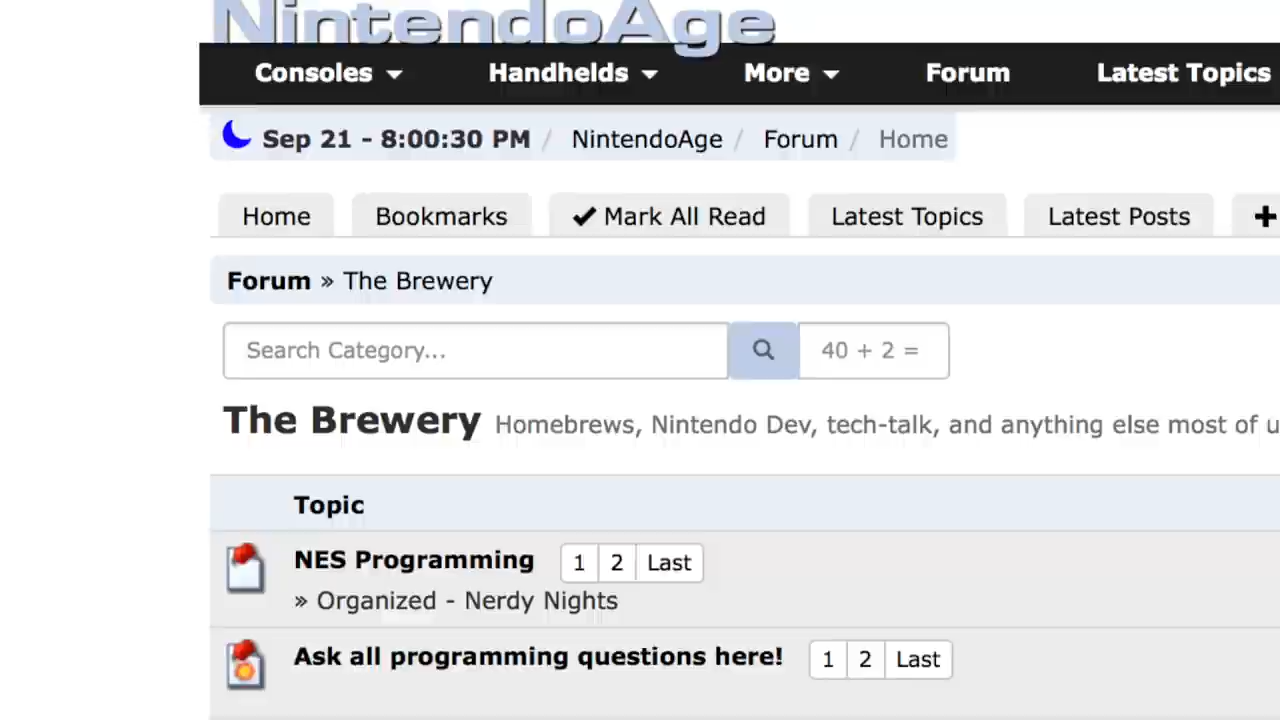 NintendoAge
Consoles Handhelds More Forum Latest Topics
Sep 21 - 8:00:30 PM / NintendoAge / Forum / Home
Home Bookmarks ✔ Mark All Read Latest Topics Latest Posts +
Forum » The Brewery
Search Category... 40 + 2 =
The Brewery Homebrews, Nintendo Dev, tech-talk, and anything else most of u
Topic
NES Programming 1 2 Last
» Organized - Nerdy Nights
Ask all programming questions here! 1 2 Last